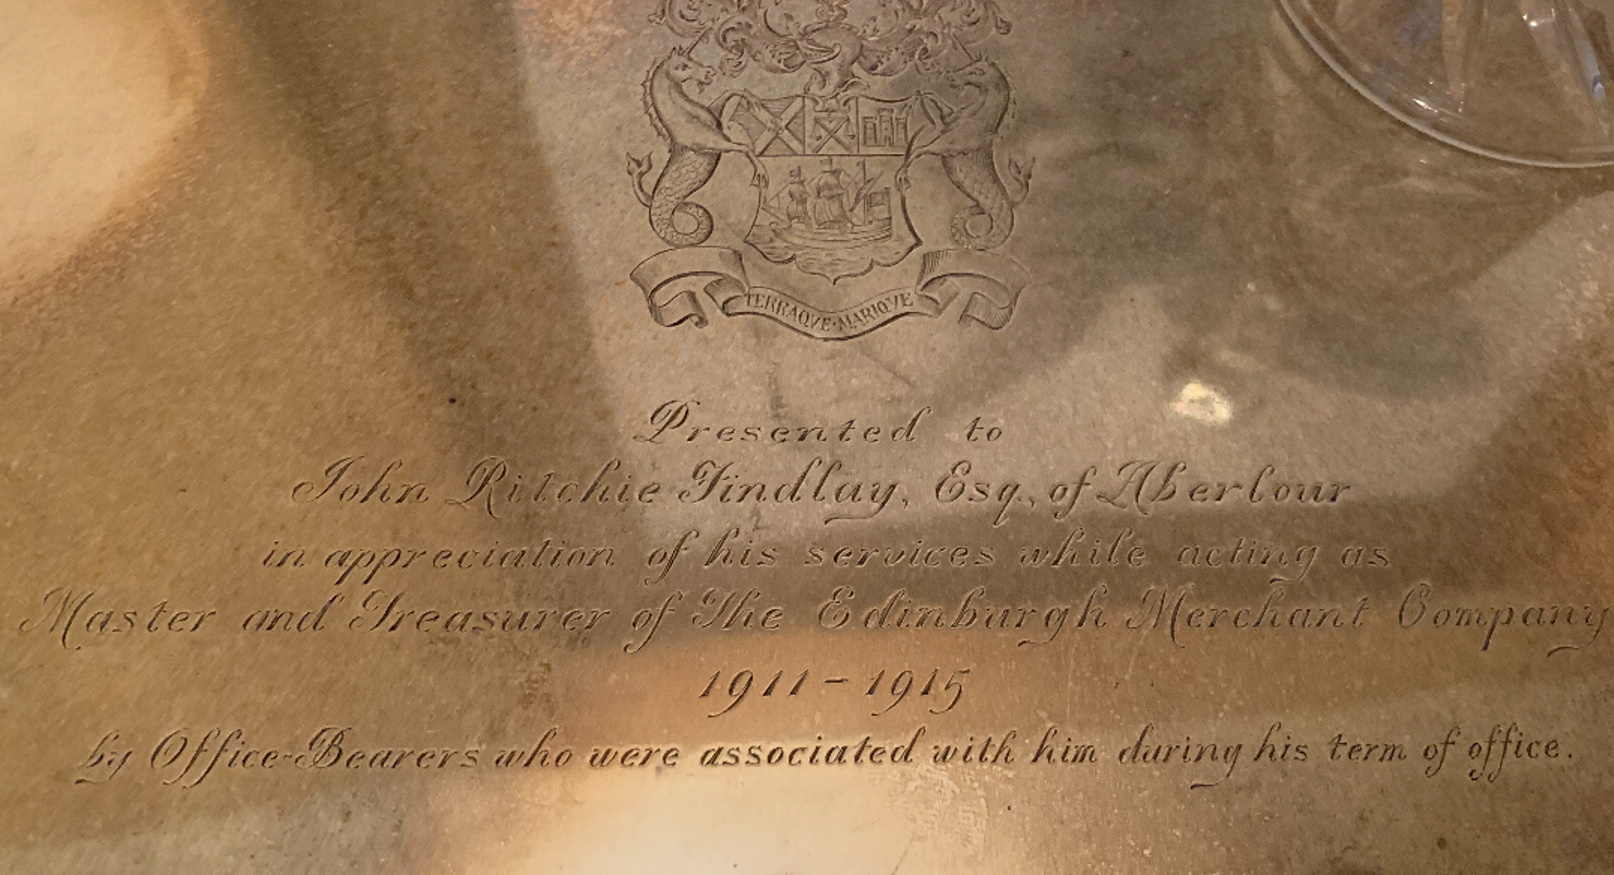 TERRAQVE·MARIQVE
Presented to
John Ritchie Findlay, Esq., of Aberlour
in appreciation of his services while acting as
Master and Treasurer of The Edinburgh Merchant Company
1911-1915
by Office-Bearers who were associated with him during his term of office.